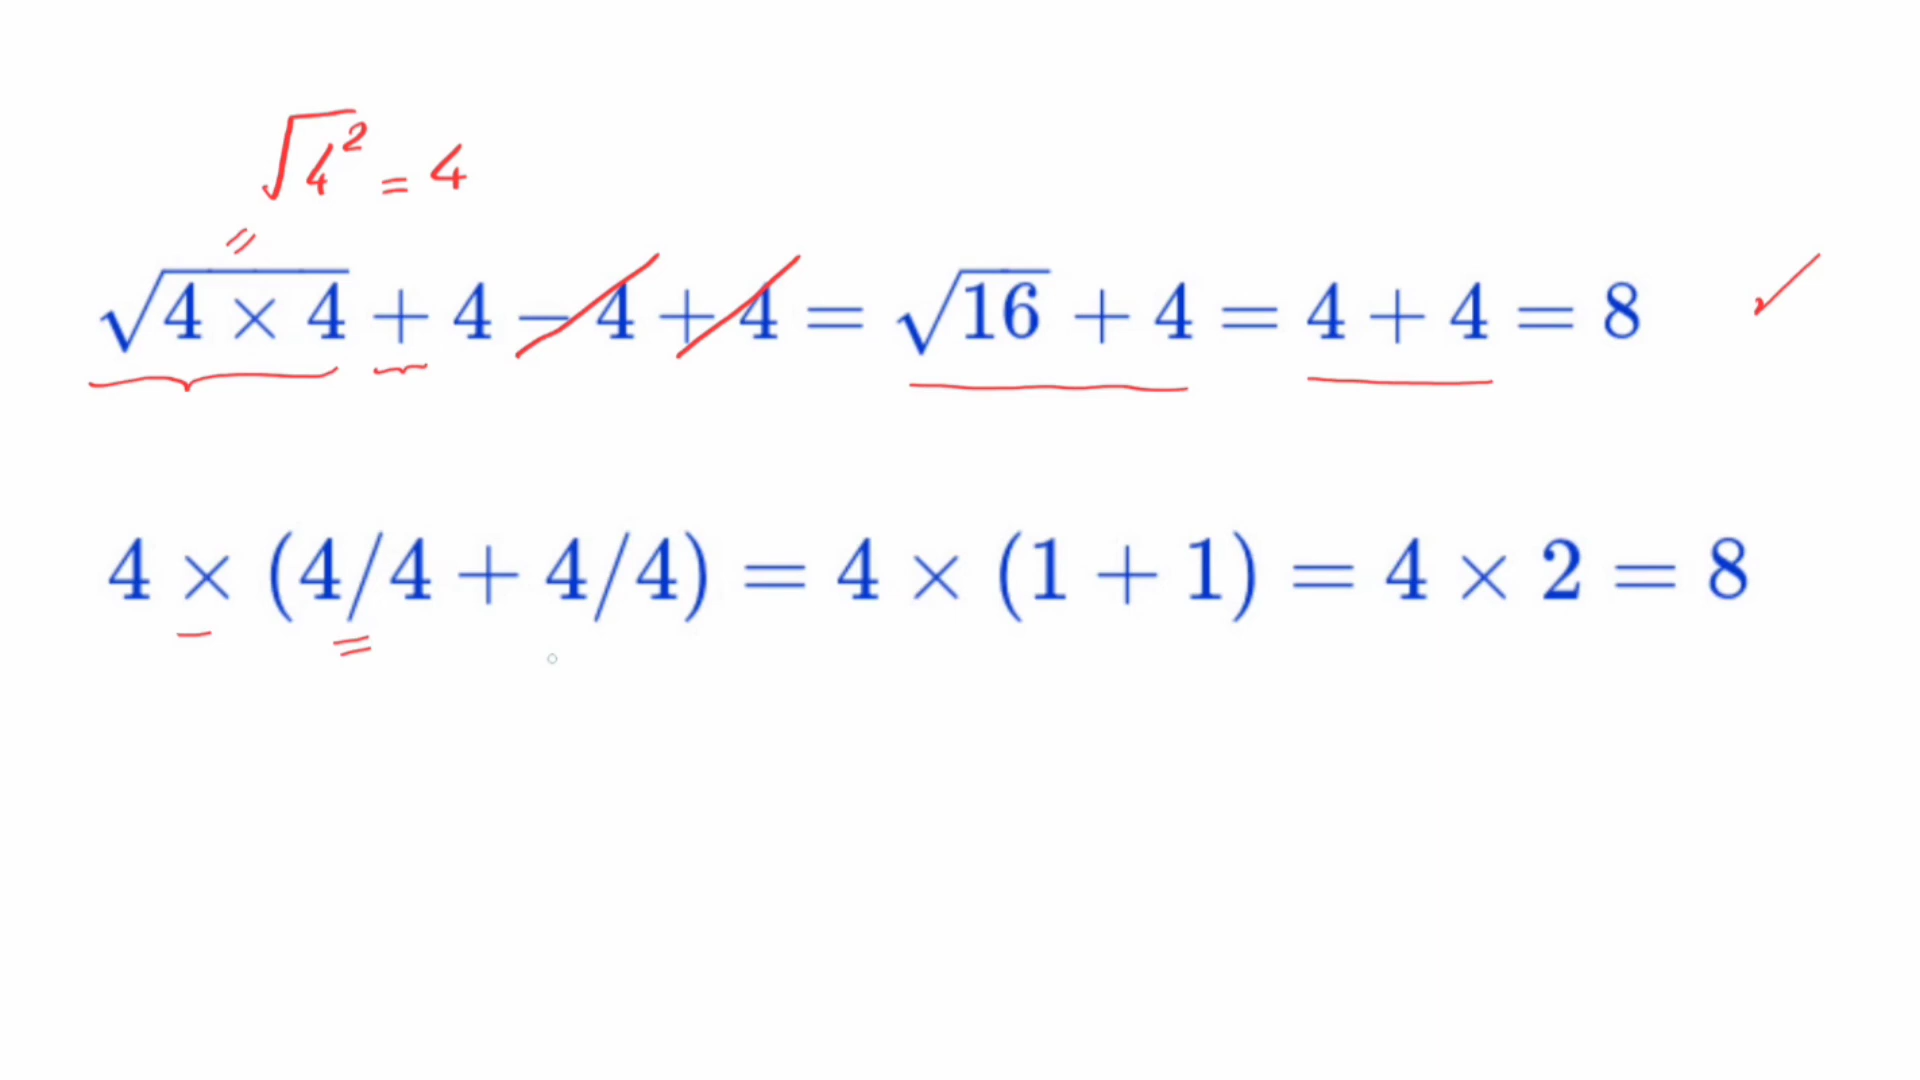 √4² = 4
=
√4 × 4 + 4 − 4 + 4 = √16 + 4 = 4 + 4 = 8 ✓
4 × (4/4 + 4/4) = 4 × (1 + 1) = 4 × 2 = 8